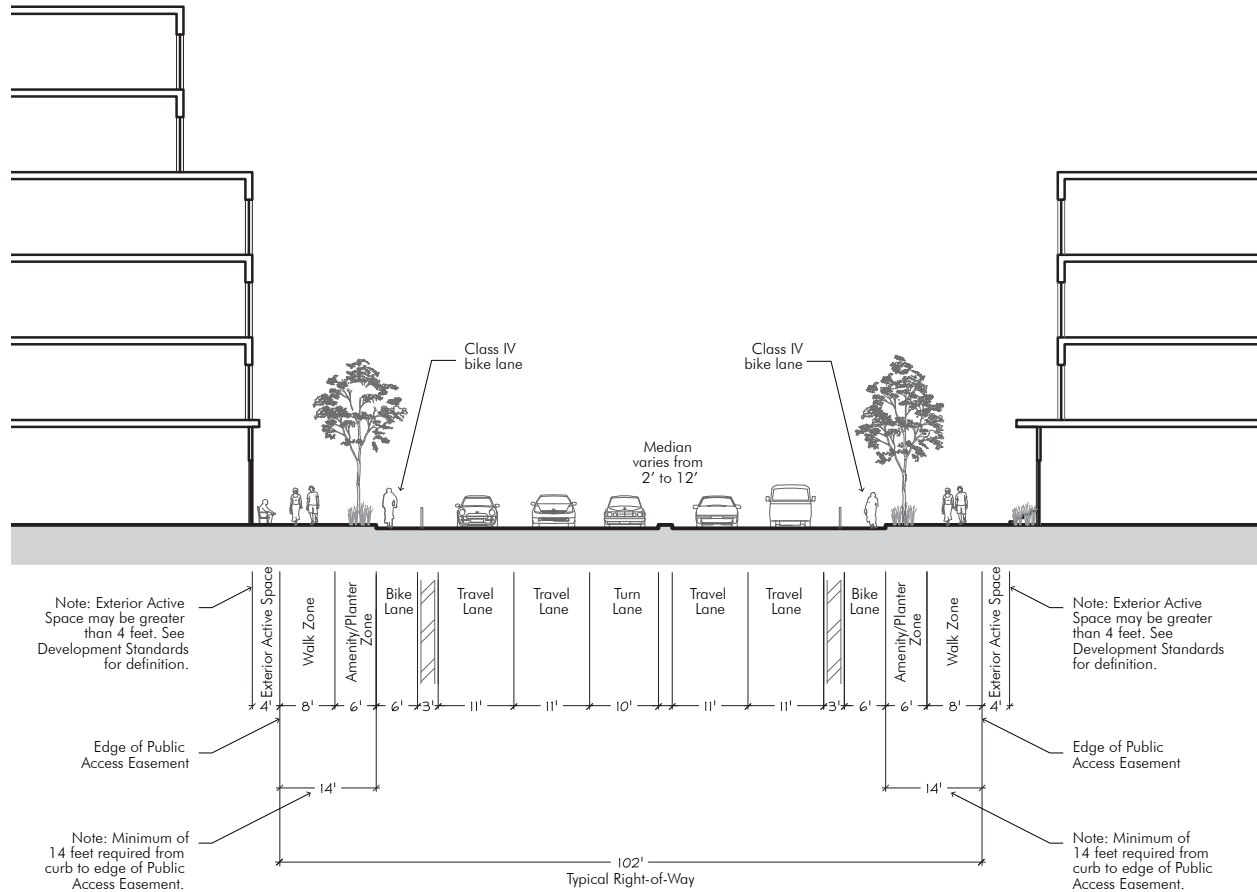 Class IV
bike lane
Class IV
bike lane
Median
varies from
2’ to 12’
Note: Exterior Active
Space may be greater
than 4 feet. See
Development Standards
for definition.
Exterior Active Space
Walk Zone
Amenity/Planter
Zone
Bike
Lane
Travel
Lane
Travel
Lane
Turn
Lane
Travel
Lane
Travel
Lane
Bike
Lane
Amenity/Planter
Zone
Walk Zone
Exterior Active Space
Note: Exterior Active
Space may be greater
than 4 feet. See
Development Standards
for definition.
4' 8' 6' 6' 3' 11' 11' 10' 11' 11' 3' 6' 6' 8' 4'
Edge of Public
Access Easement
Edge of Public
Access Easement
14'
14'
Note: Minimum of
14 feet required from
curb to edge of Public
Access Easement.
Note: Minimum of
14 feet required from
curb to edge of Public
Access Easement.
102'
Typical Right-of-Way